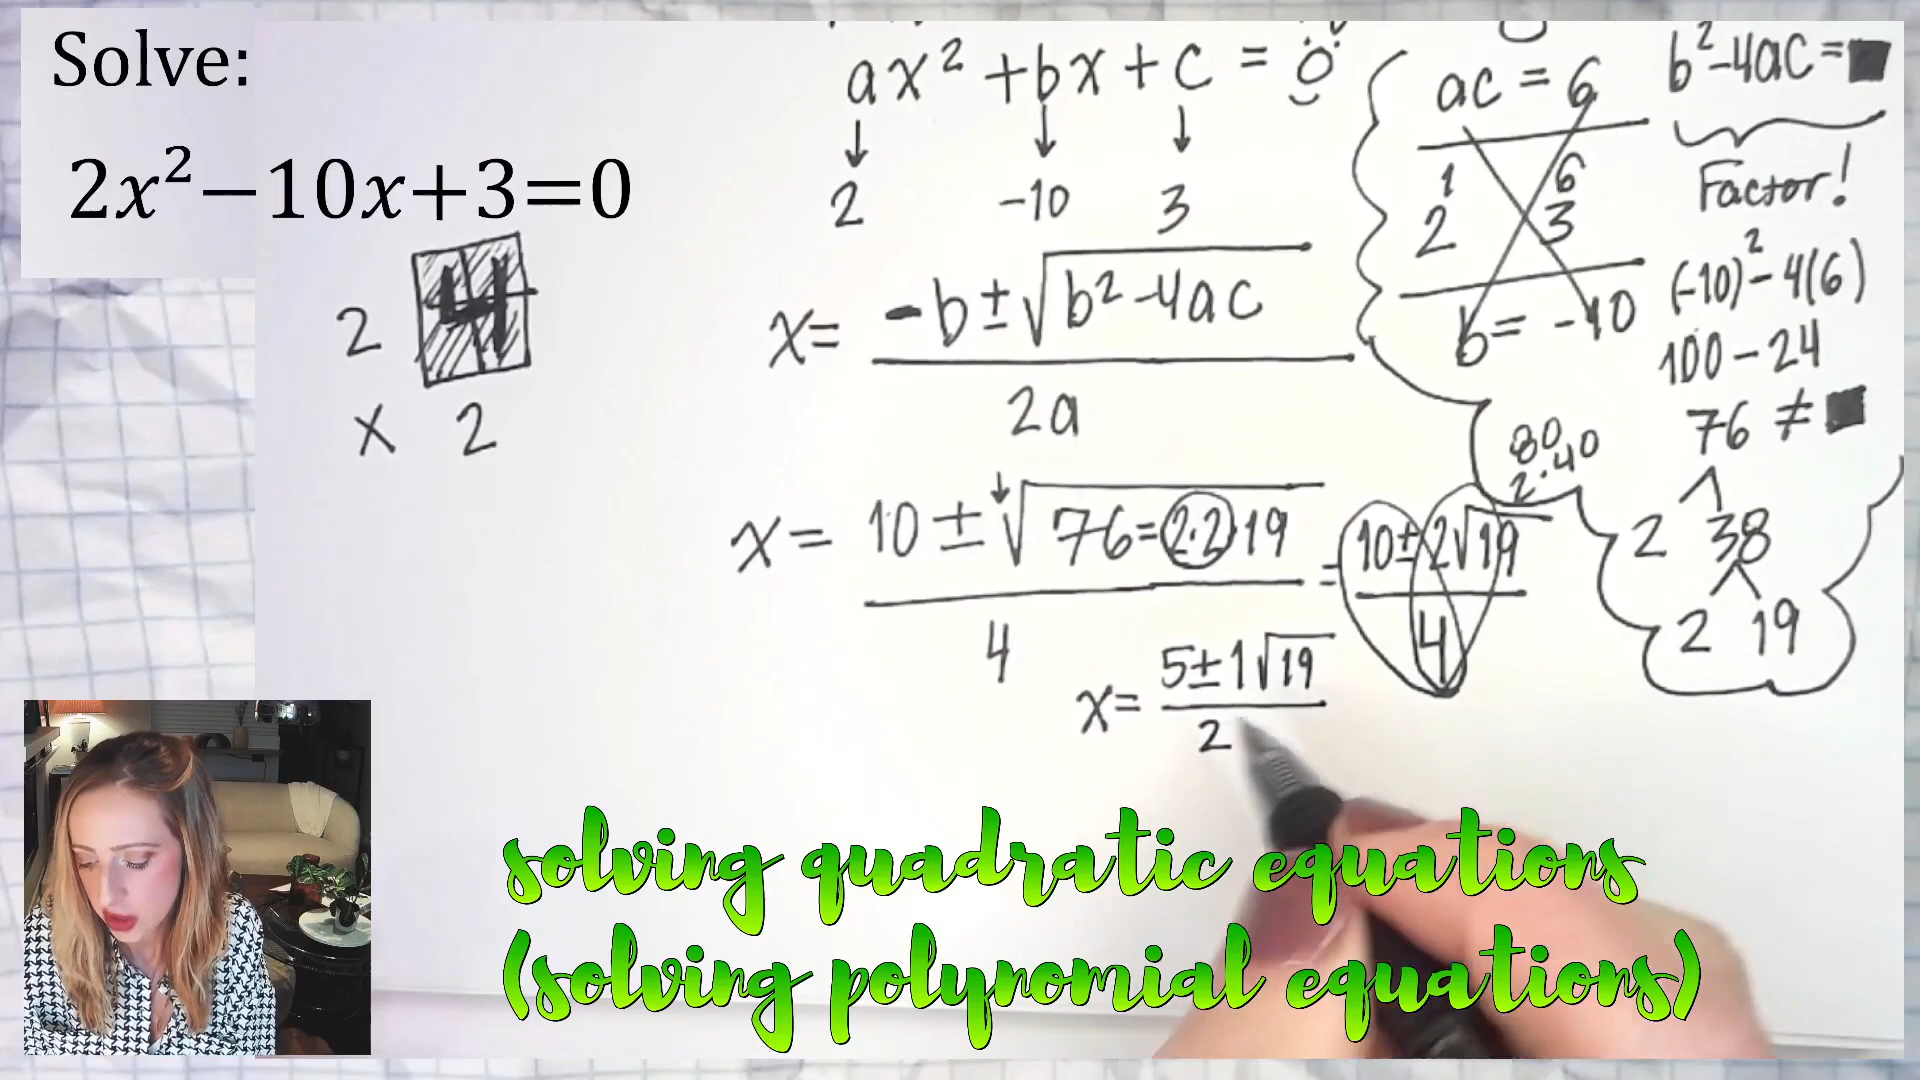 Solve:
2x²−10x+3=0
2 4
x 2
ax² + bx + c = 0
2 -10 3
x= -b±√b²-4ac
2a
x= 10 ± √76=2·2·19 = 10± 2√19
4 4
x= 5±1√19
2
ac = 6
1 6
2 3
b= -10
b²-4ac=■
Factor!
(-10)²- 4(6)
100 - 24
76 ≠ ■
80
2·40
2 38
2 19
solving quadratic equations
(solving polynomial equations)